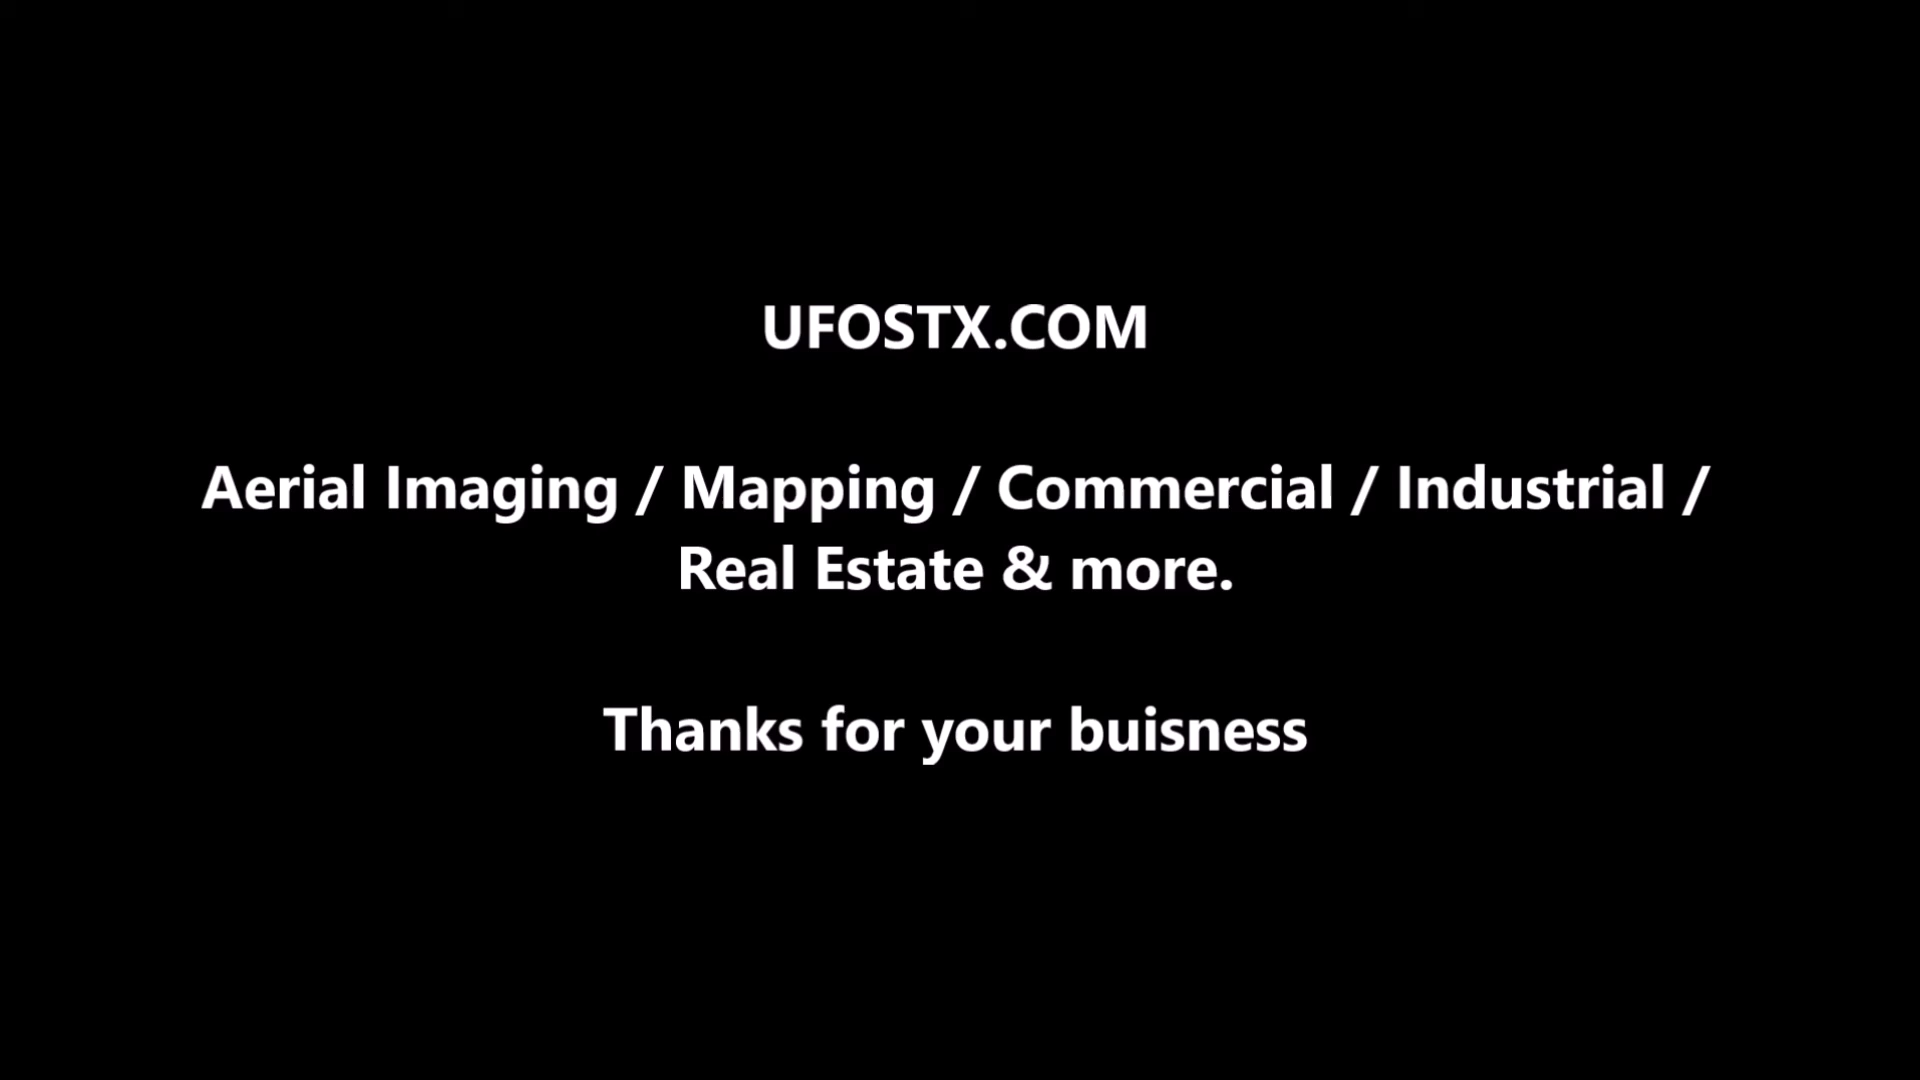 UFOSTX.COM
Aerial Imaging / Mapping / Commercial / Industrial /
Real Estate & more.
Thanks for your buisness